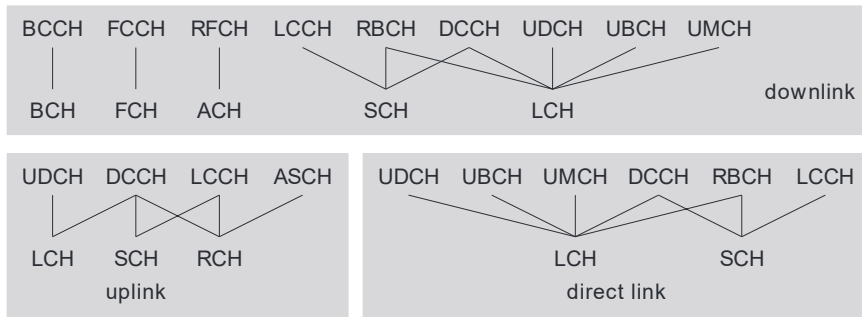 BCCH FCCH RFCH LCCH RBCH DCCH UDCH UBCH UMCH
downlink
BCH FCH ACH SCH LCH
UDCH DCCH LCCH ASCH
LCH SCH RCH
uplink
UDCH UBCH UMCH DCCH RBCH LCCH
LCH SCH
direct link